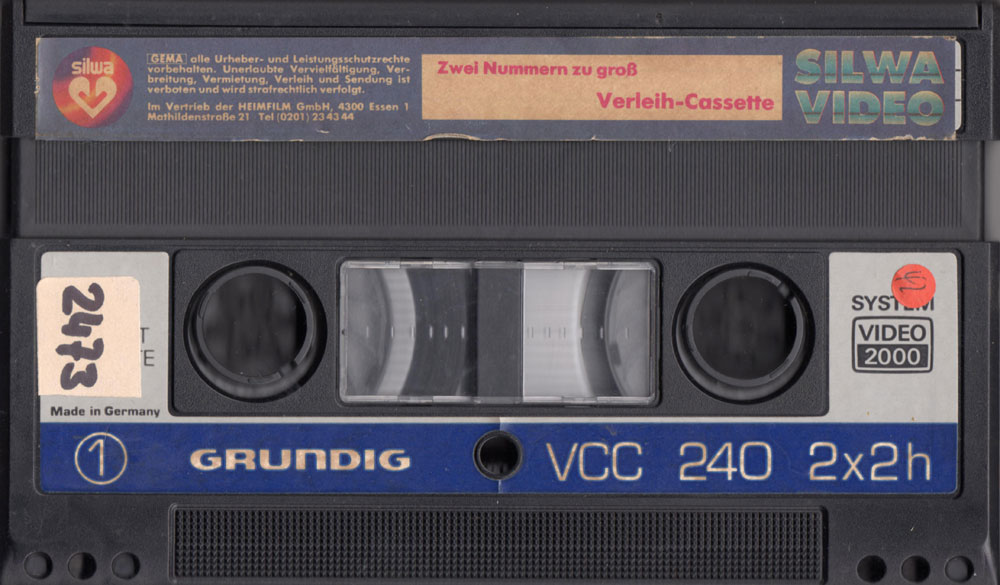 silwa
GEMA alle Urheber- und Leistungsschutzrechte
vorbehalten. Unerlaubte Vervielfältigung, Ver-
breitung, Vermietung, Verleih und Sendung ist
verboten und wird strafrechtlich verfolgt.
Im Vertrieb der HEIMFILM GmbH, 4300 Essen 1
Mathildenstraße 21 Tel (0201) 23 43 44
Zwei Nummern zu groß
Verleih-Cassette
SILWA
VIDEO
2473
T
TE
Made in Germany
SYSTEM
VIDEO
2000
1
GRUNDIG
VCC 240 2x2h